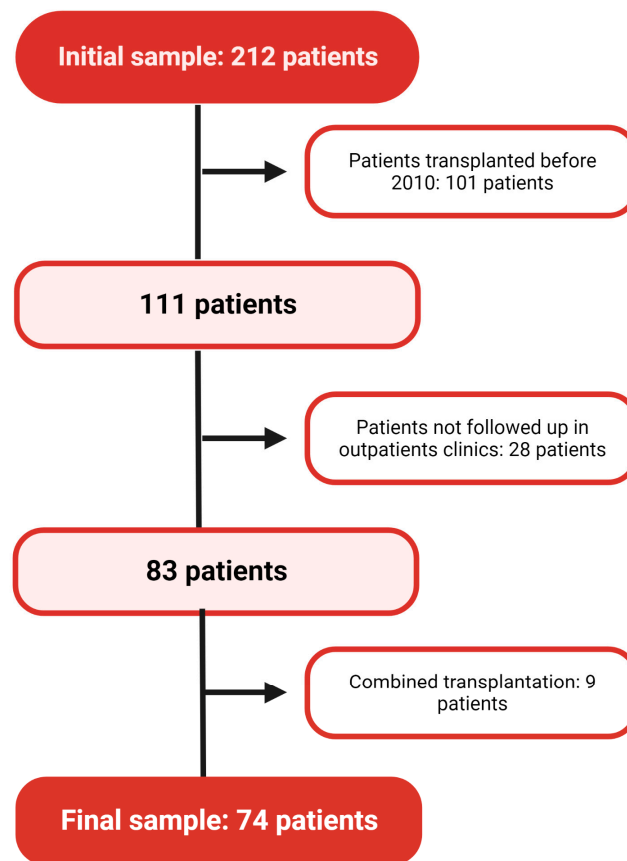 Initial sample: 212 patients
Patients transplanted before
2010: 101 patients
111 patients
Patients not followed up in
outpatients clinics: 28 patients
83 patients
Combined transplantation: 9
patients
Final sample: 74 patients